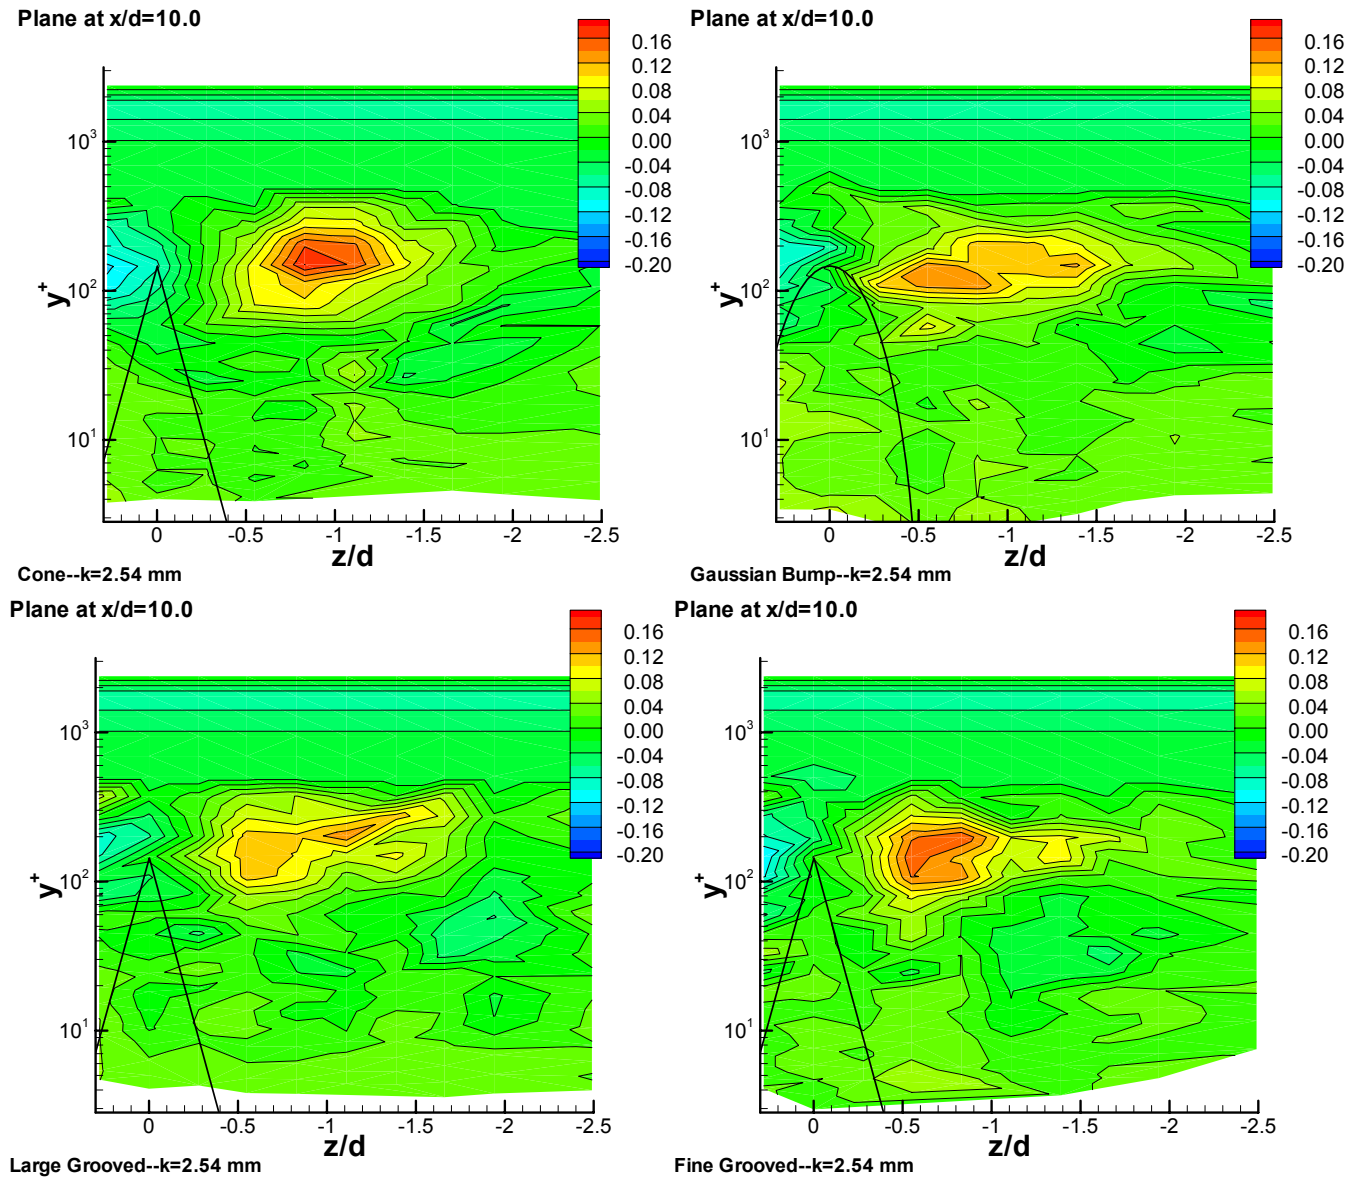 Plane at x/d=10.0
0.16
0.12
0.08
0.04
0.00
-0.04
-0.08
-0.12
-0.16
-0.20
10³
10²
10¹
y⁺
0 -0.5 -1 -1.5 -2 -2.5
z/d
Cone--k=2.54 mm
Plane at x/d=10.0
0.16
0.12
0.08
0.04
0.00
-0.04
-0.08
-0.12
-0.16
-0.20
10³
10²
10¹
y⁺
0 -0.5 -1 -1.5 -2 -2.5
z/d
Gaussian Bump--k=2.54 mm
Plane at x/d=10.0
0.16
0.12
0.08
0.04
0.00
-0.04
-0.08
-0.12
-0.16
-0.20
10³
10²
10¹
y⁺
0 -0.5 -1 -1.5 -2 -2.5
z/d
Large Grooved--k=2.54 mm
Plane at x/d=10.0
0.16
0.12
0.08
0.04
0.00
-0.04
-0.08
-0.12
-0.16
-0.20
10³
10²
10¹
y⁺
0 -0.5 -1 -1.5 -2 -2.5
z/d
Fine Grooved--k=2.54 mm